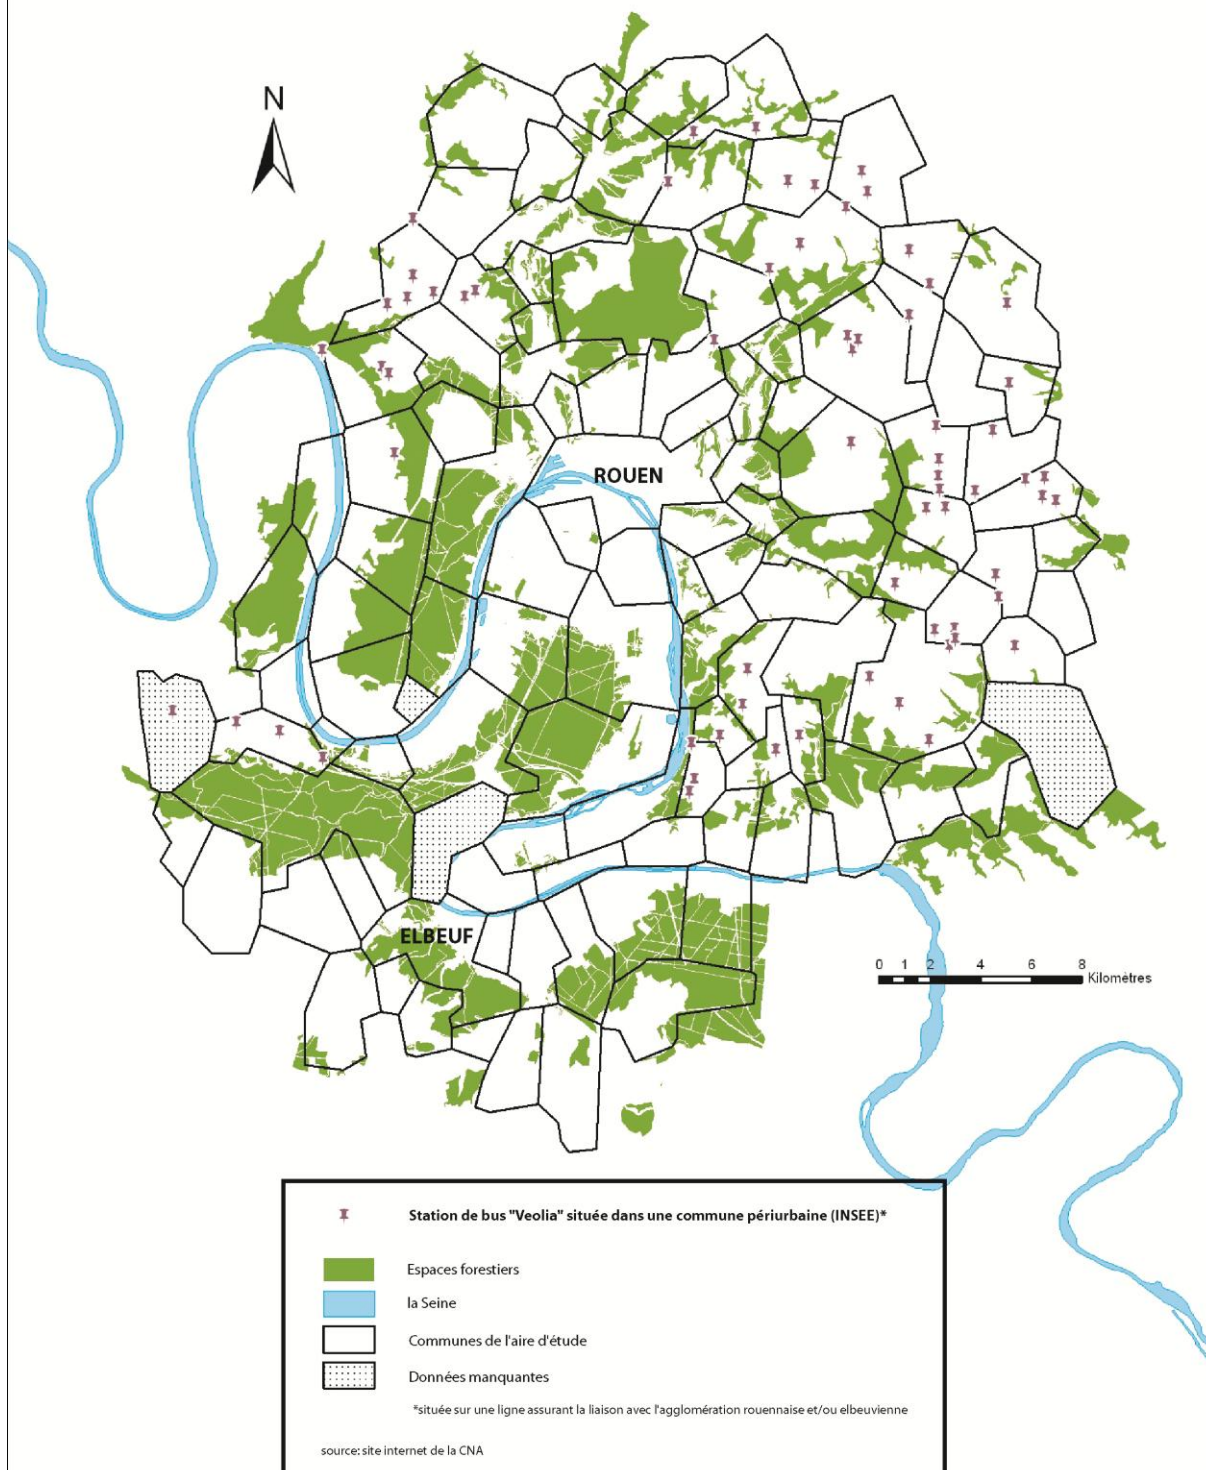 N
ROUEN
ELBEUF
0 1 2 4 6 8
Kilomètres
Station de bus "Veolia" située dans une commune périurbaine (INSEE)*
Espaces forestiers
la Seine
Communes de l'aire d'étude
Données manquantes
*située sur une ligne assurant la liaison avec l'agglomération rouennaise et/ou elbeuvienne
source: site internet de la CNA